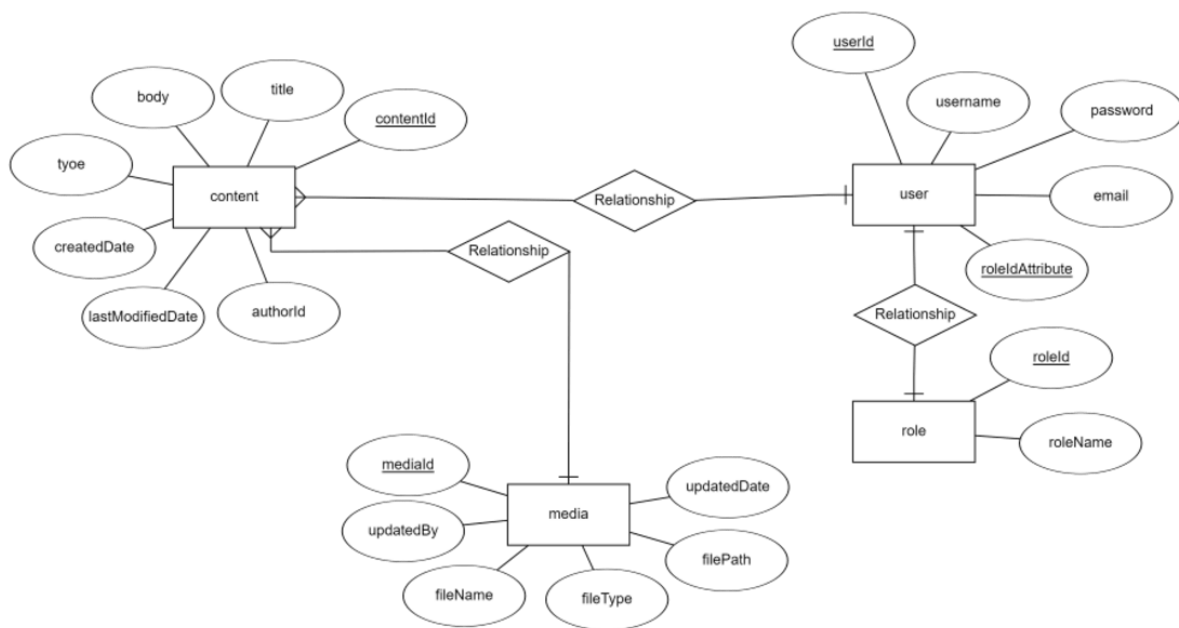 userId
title
body
username
password
contentId
tyoe
content
Relationship
user
email
createdDate
Relationship
roleIdAttribute
lastModifiedDate
authorId
Relationship
roleId
role
roleName
mediaId
updatedDate
media
updatedBy
filePath
fileName
fileType